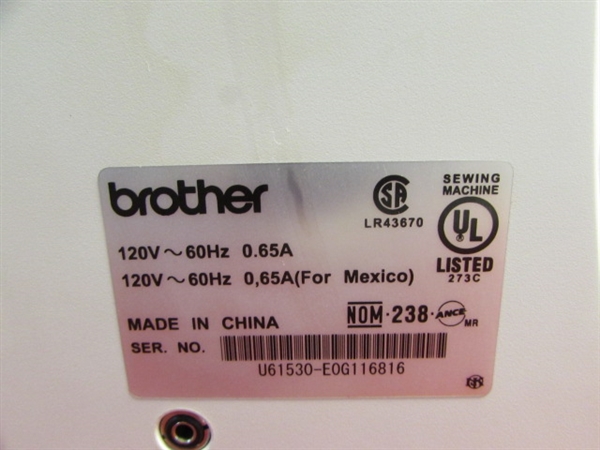 brother
SA
LR43670
SEWING
MACHINE
UL
LISTED
273C
120V ~ 60Hz 0.65A
120V ~ 60Hz 0,65A(For Mexico)
NOM·238·ANCE MR
MADE IN CHINA
SER. NO.
U61530-E0G116816